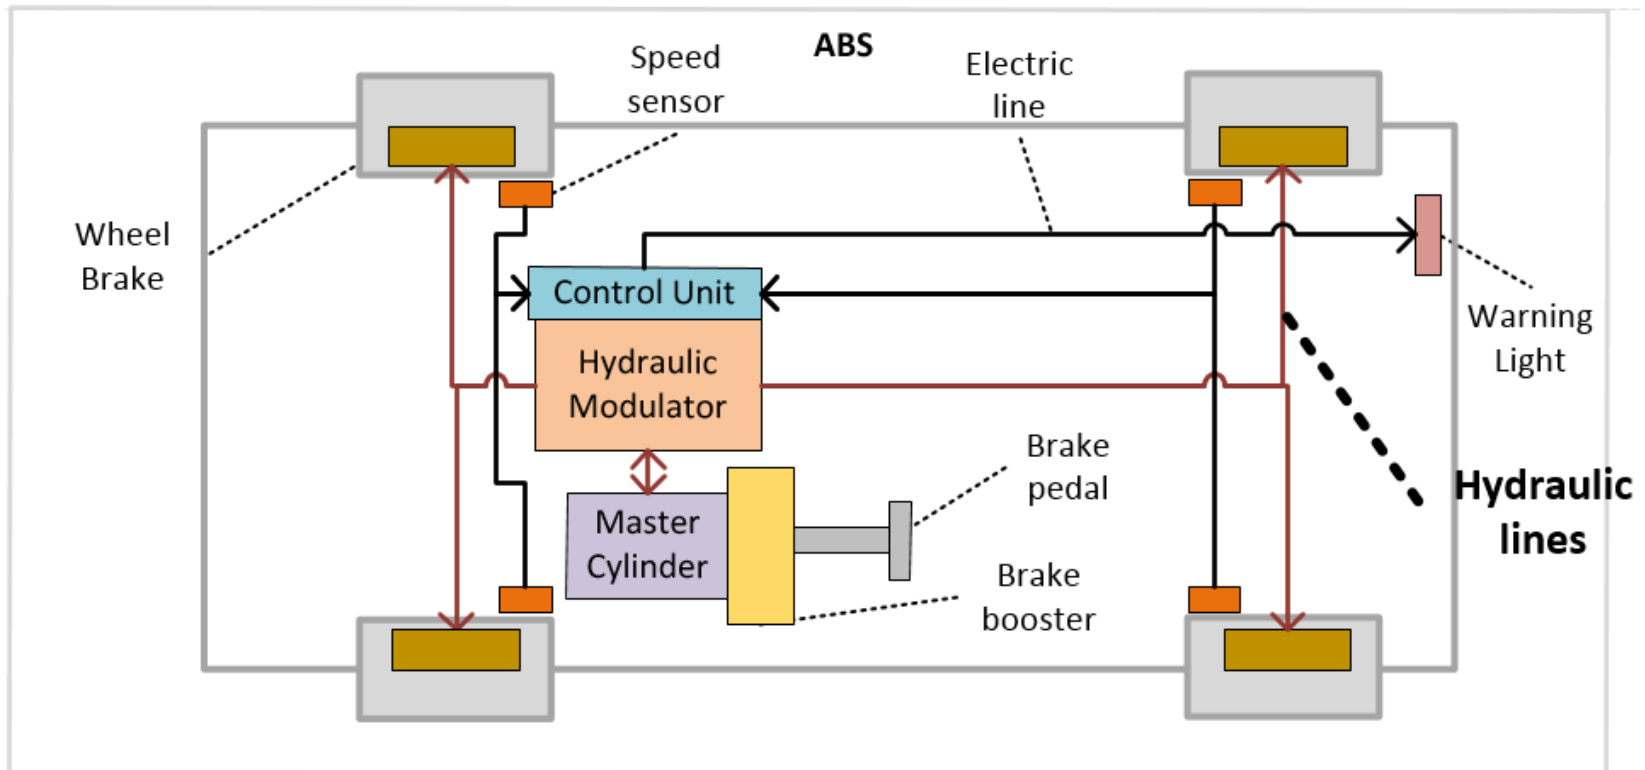 ABS
Speed
sensor
Electric
line
Wheel
Brake
Control Unit
Hydraulic
Modulator
Warning
Light
Brake
pedal
Hydraulic
lines
Master
Cylinder
Brake
booster